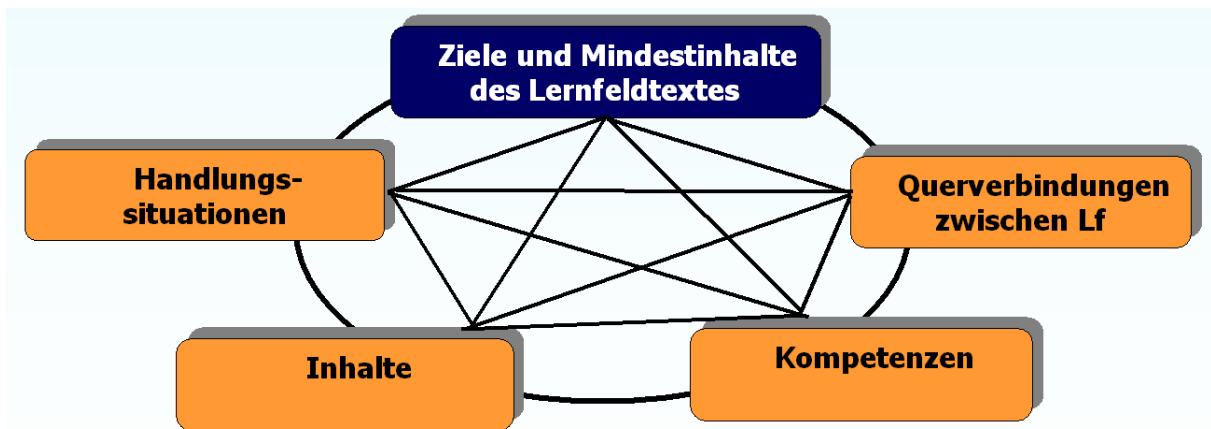 Ziele und Mindestinhalte
des Lernfeldtextes
Handlungs-
situationen
Querverbindungen
zwischen Lf
Inhalte
Kompetenzen